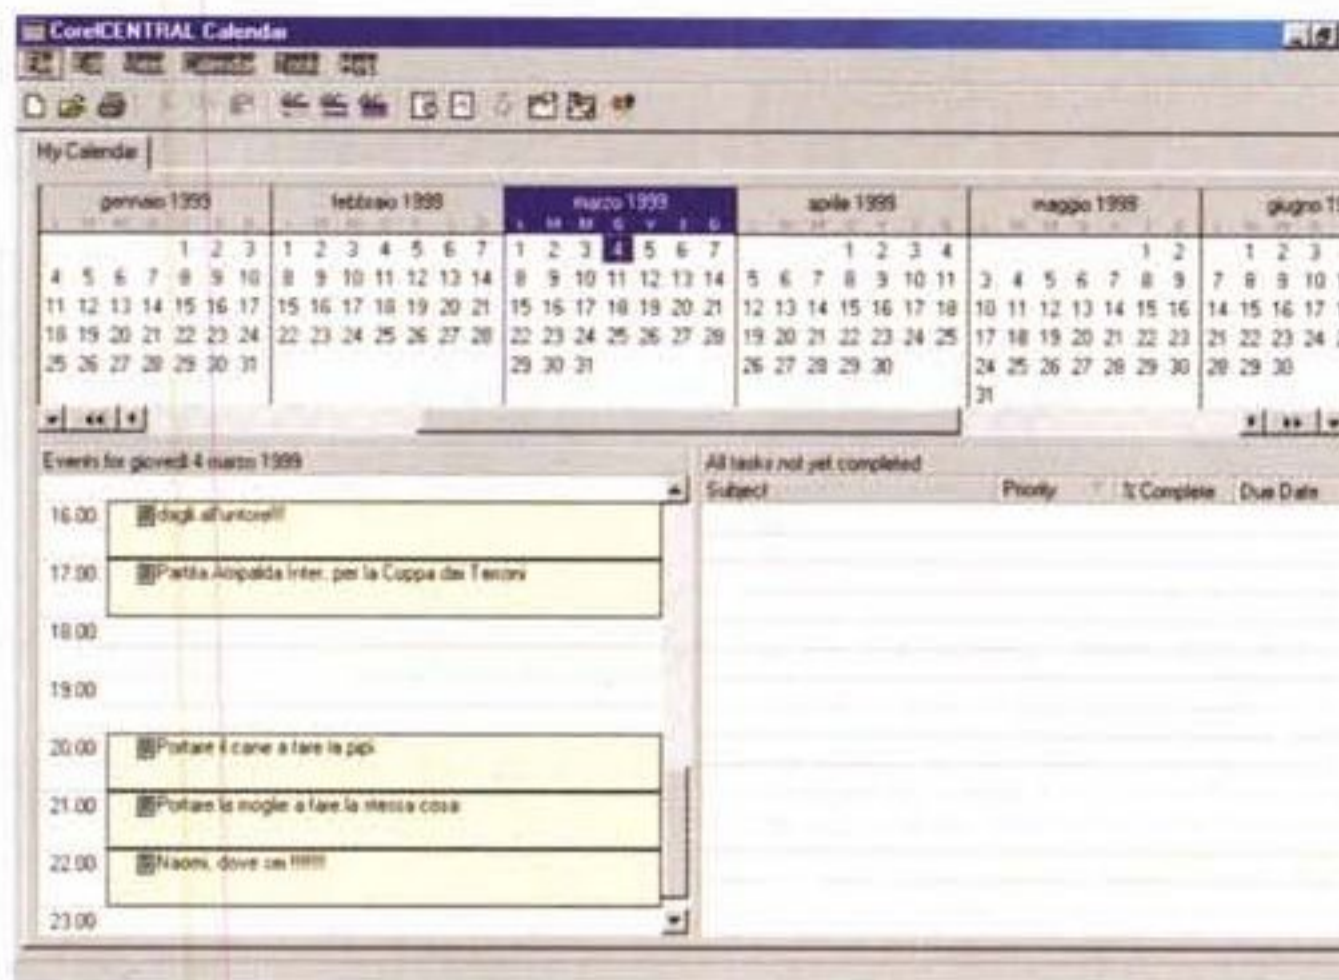 CorelCENTRAL Calendar
My Calendar
gennaio 1999 febbraio 1999 marzo 1999 aprile 1999 maggio 1999 giugno 19
L M M G V S D
1 2 3 1 2 3 4 5 6 7 1 2 3 4 5 6 7 1 2 3 4 1 2 1 2 3
4 5 6 7 8 9 10 8 9 10 11 12 13 14 8 9 10 11 12 13 14 5 6 7 8 9 10 11 3 4 5 6 7 8 9 7 8 9 10
11 12 13 14 15 16 17 15 16 17 18 19 20 21 15 16 17 18 19 20 21 12 13 14 15 16 17 18 10 11 12 13 14 15 16 14 15 16 17
18 19 20 21 22 23 24 22 23 24 25 26 27 28 22 23 24 25 26 27 28 19 20 21 22 23 24 25 17 18 19 20 21 22 23 21 22 23 24
25 26 27 28 29 30 31 29 30 31 26 27 28 29 30 24 25 26 27 28 29 30 28 29 30
31
Events for giovedì 4 marzo 1999
16.00 dagli all'untore!!!
17.00 Partita Atripalda Inter, per la Cuppa dei Terroni
18.00
19.00
20.00 Portare il cane a fare la pipì
21.00 Portare la moglie a fare la stessa cosa
22.00 Naomi, dove sei !!!!!!!
23.00
All tasks not yet completed
Subject Priority % Complete Due Date